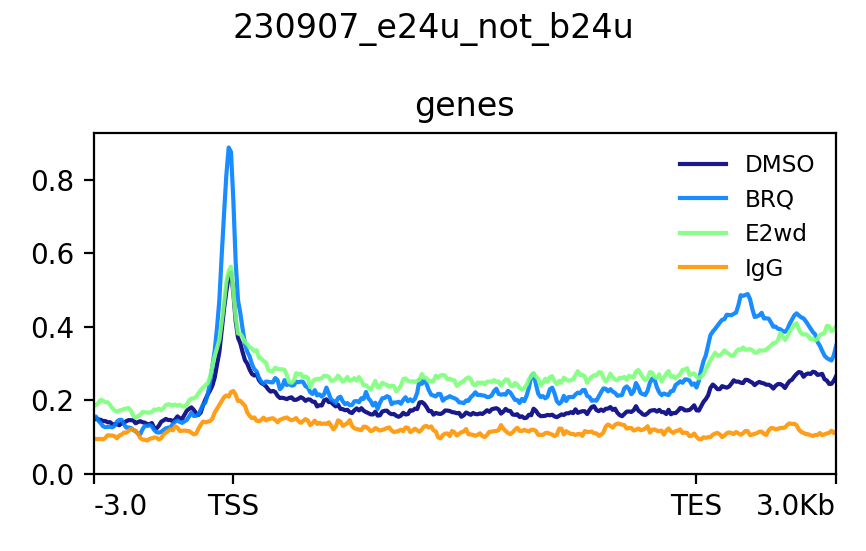 230907_e24u_not_b24u
genes
0.8
0.6
0.4
0.2
0.0
DMSO
BRQ
E2wd
IgG
-3.0 TSS TES 3.0Kb